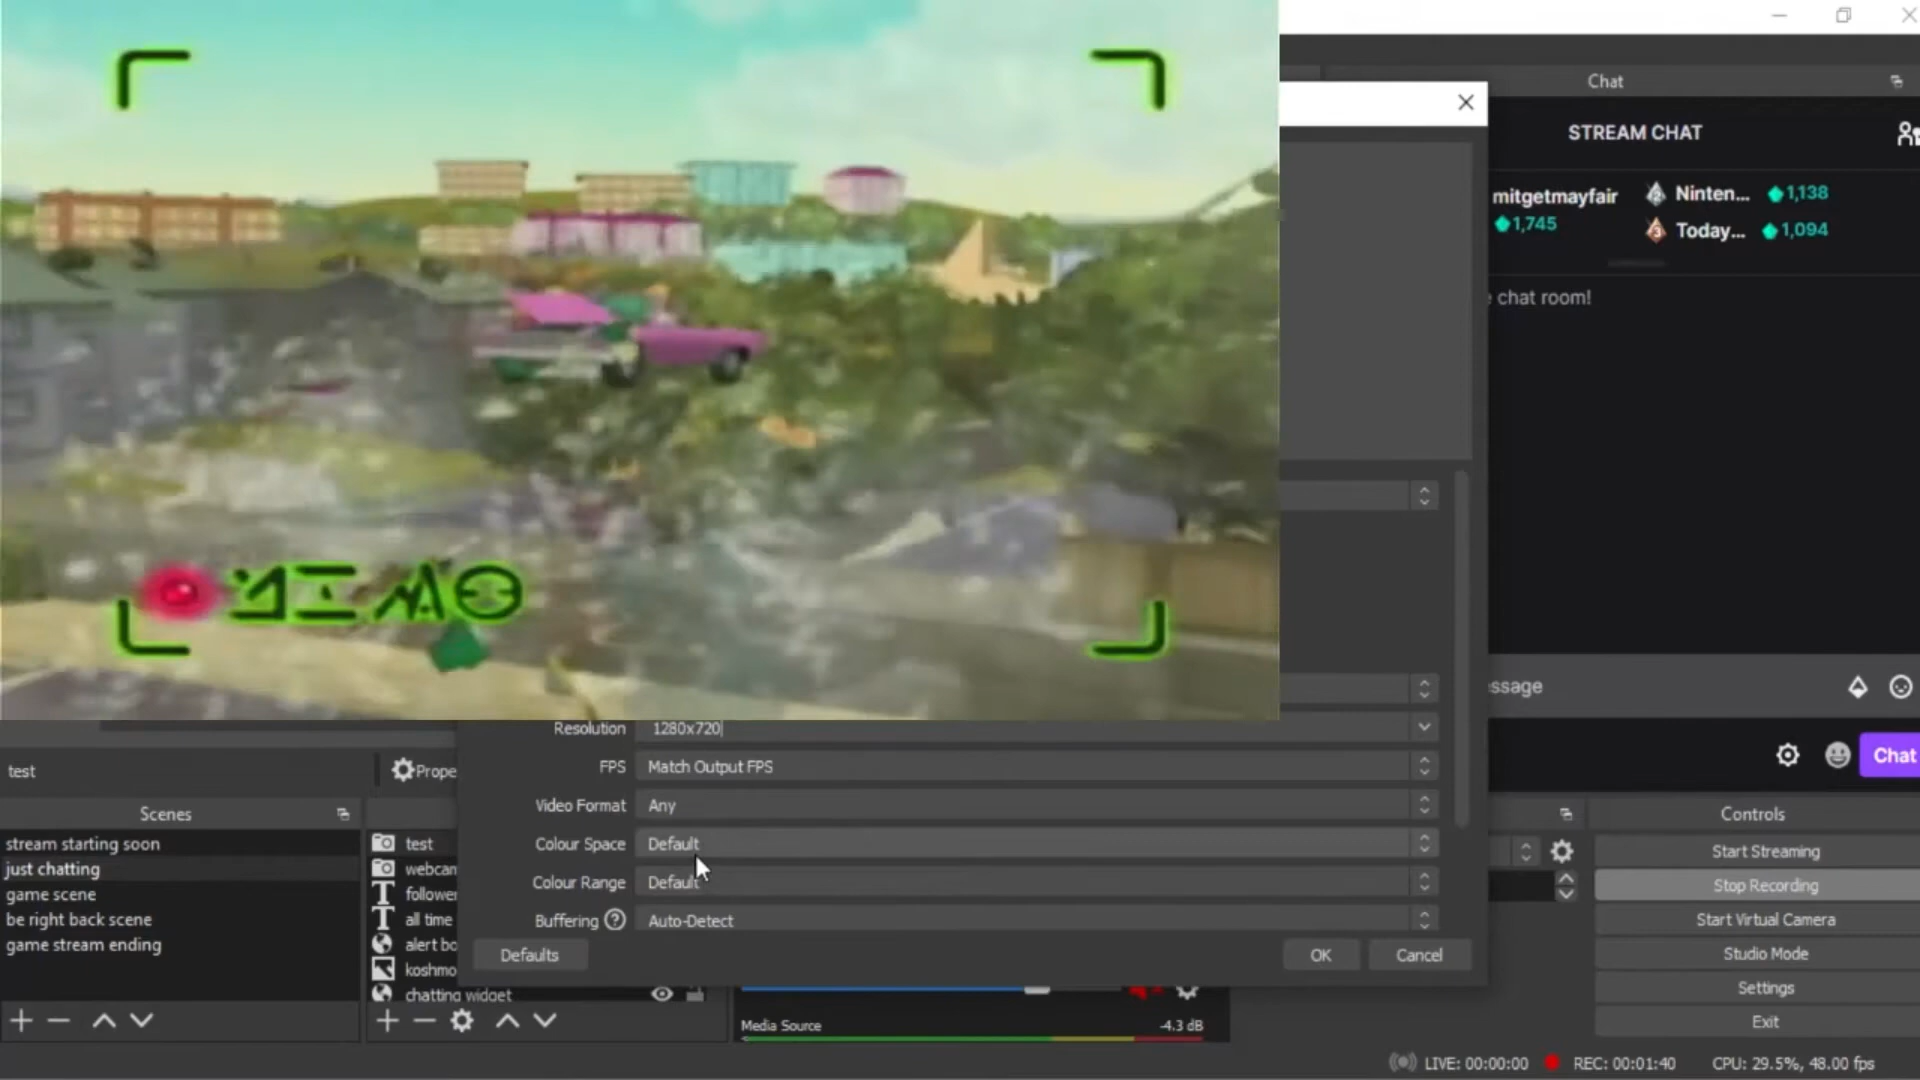 Chat
STREAM CHAT
mitgetmayfair
1,745
Ninten...
1,138
Today...
1,094
chat room!
ssage
Resolution 1280x720
FPS Match Output FPS
Video Format Any
Colour Space Default
Colour Range Default
Buffering ? Auto-Detect
Defaults
OK
Cancel
Chat
test
Prope
Scenes
stream starting soon
just chatting
game scene
be right back scene
game stream ending
test
webcam
follower
all time
alert bo
koshmo
chatting widget
Media Source
-4.3 dB
Controls
Start Streaming
Stop Recording
Start Virtual Camera
Studio Mode
Settings
Exit
LIVE: 00:00:00
REC: 00:01:40
CPU: 29.5%, 48.00 fps